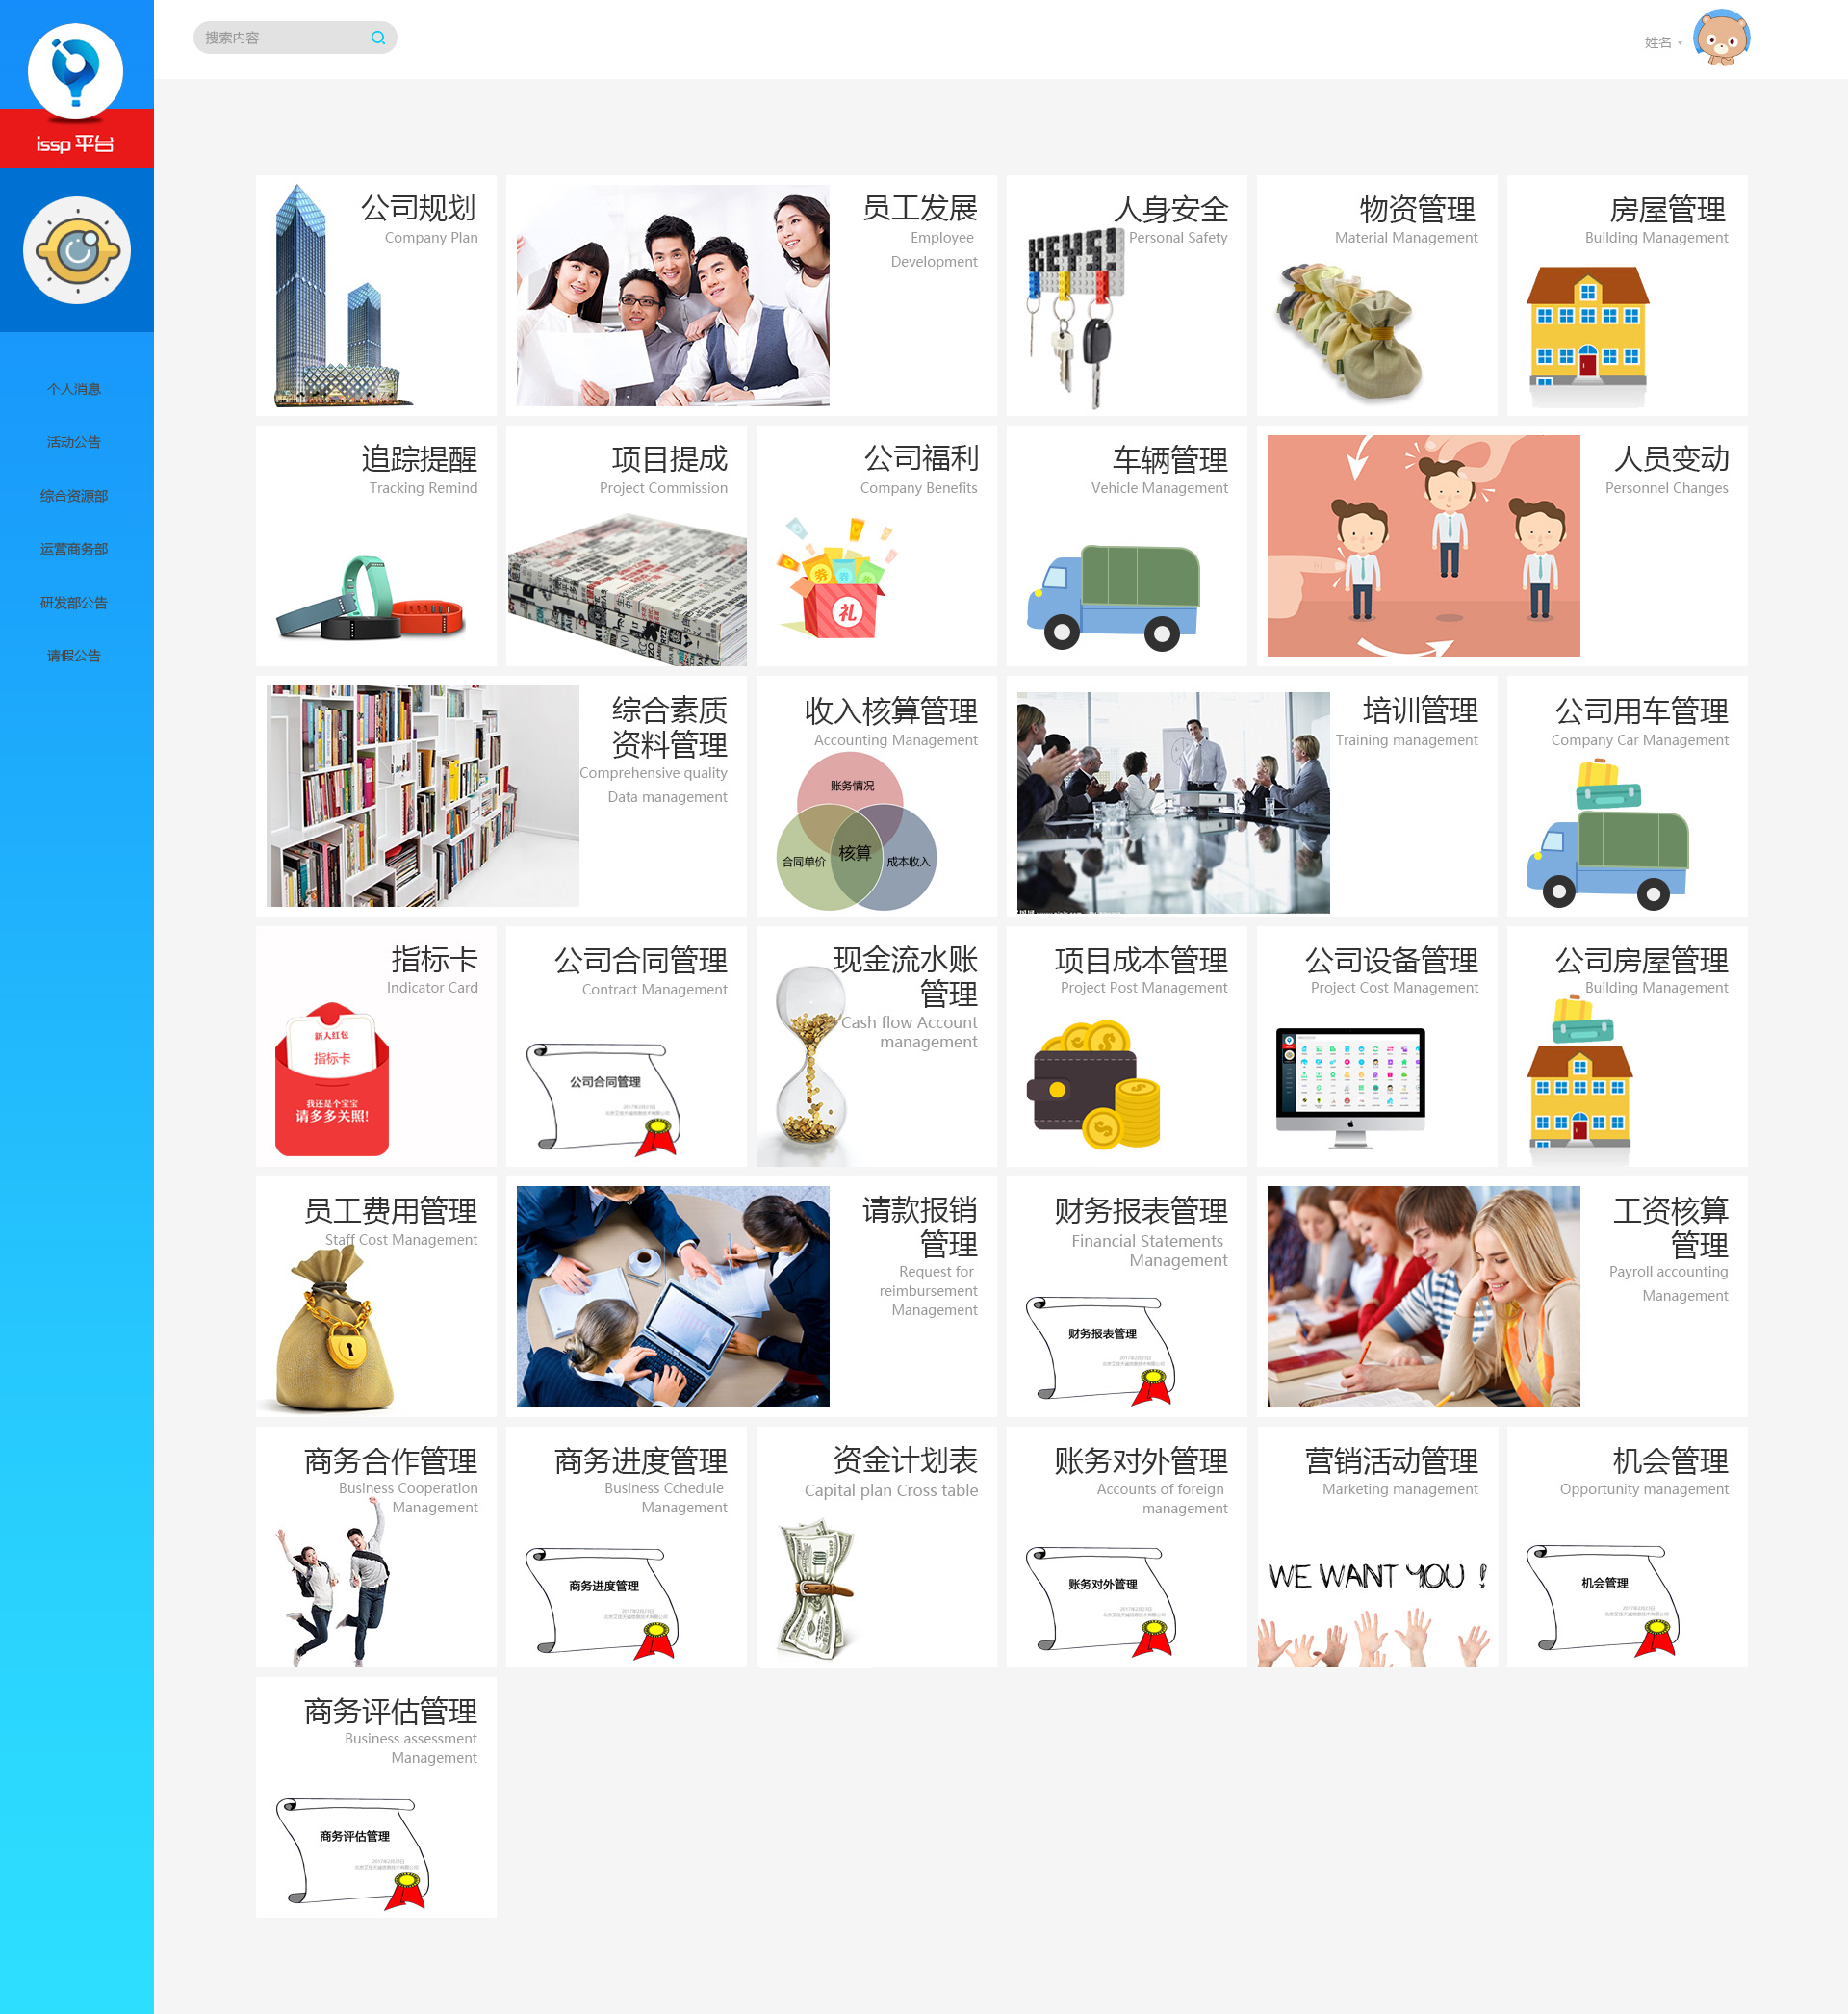 搜索内容
姓名
issp 平台
个人消息
活动公告
综合资源部
运营商务部
研发部公告
请假公告
公司规划
Company Plan
员工发展
Employee
Development
人身安全
Personal Safety
物资管理
Material Management
房屋管理
Building Management
追踪提醒
Tracking Remind
项目提成
Project Commission
公司福利
Company Benefits
券
券
礼
车辆管理
Vehicle Management
人员变动
Personnel Changes
综合素质
资料管理
Comprehensive quality
Data management
收入核算管理
Accounting Management
账务情况
合同单价
核算
成本收入
培训管理
Training management
公司用车管理
Company Car Management
指标卡
Indicator Card
新人红包
指标卡
我还是个宝宝
请多多关照!
公司合同管理
Contract Management
公司合同管理
现金流水账
管理
Cash flow Account
management
项目成本管理
Project Post Management
公司设备管理
Project Cost Management
公司房屋管理
Building Management
员工费用管理
Staff Cost Management
请款报销
管理
Request for
reimbursement
Management
财务报表管理
Financial Statements
Management
财务报表管理
工资核算
管理
Payroll accounting
Management
商务合作管理
Business Cooperation
Management
商务进度管理
Business Cchedule
Management
商务进度管理
资金计划表
Capital plan Cross table
账务对外管理
Accounts of foreign
management
账务对外管理
营销活动管理
Marketing management
WE WANT YOU !
机会管理
Opportunity management
机会管理
商务评估管理
Business assessment
Management
商务评估管理